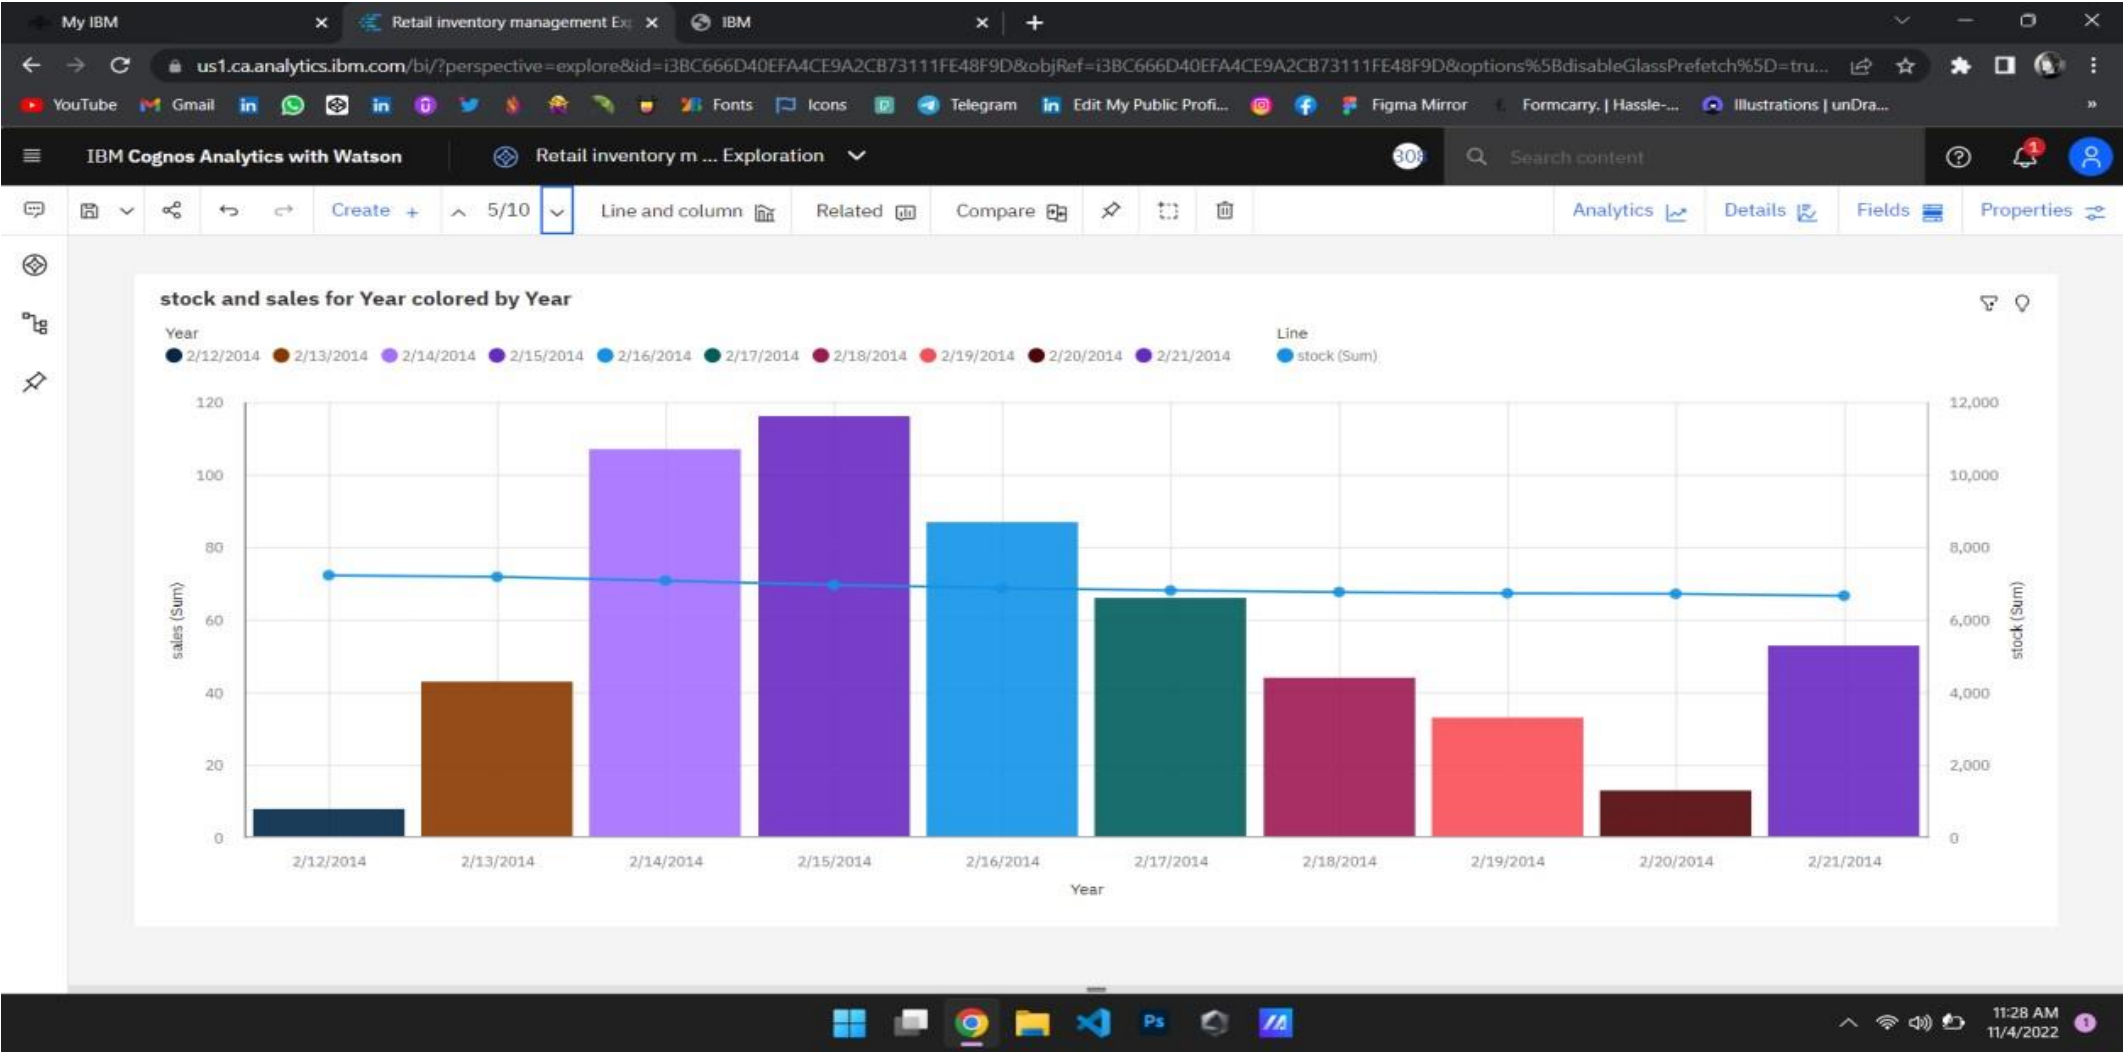 My IBM
Retail inventory management Ex
IBM
us1.ca.analytics.ibm.com/bi/?perspective=explore&id=i3BC666D40EFA4CE9A2CB73111FE48F9D&objRef=i3BC666D40EFA4CE9A2CB73111FE48F9D&options%5BdisableGlassPrefetch%5D=tru...
YouTube Gmail Fonts Icons Telegram Edit My Public Profi... Figma Mirror Formcarry. | Hassle-... Illustrations | unDra...
IBM Cognos Analytics with Watson
Retail inventory m ... Exploration
Search content
1
Create + 5/10 Line and column Related Compare Analytics Details Fields Properties
stock and sales for Year colored by Year
Year
2/12/2014 2/13/2014 2/14/2014 2/15/2014 2/16/2014 2/17/2014 2/18/2014 2/19/2014 2/20/2014 2/21/2014
Line
stock (Sum)
sales (Sum)
120
100
80
60
40
20
0
12,000
10,000
8,000
6,000
4,000
2,000
0
stock (Sum)
2/12/2014 2/13/2014 2/14/2014 2/15/2014 2/16/2014 2/17/2014 2/18/2014 2/19/2014 2/20/2014 2/21/2014
Year
Ps
11:28 AM
11/4/2022
1